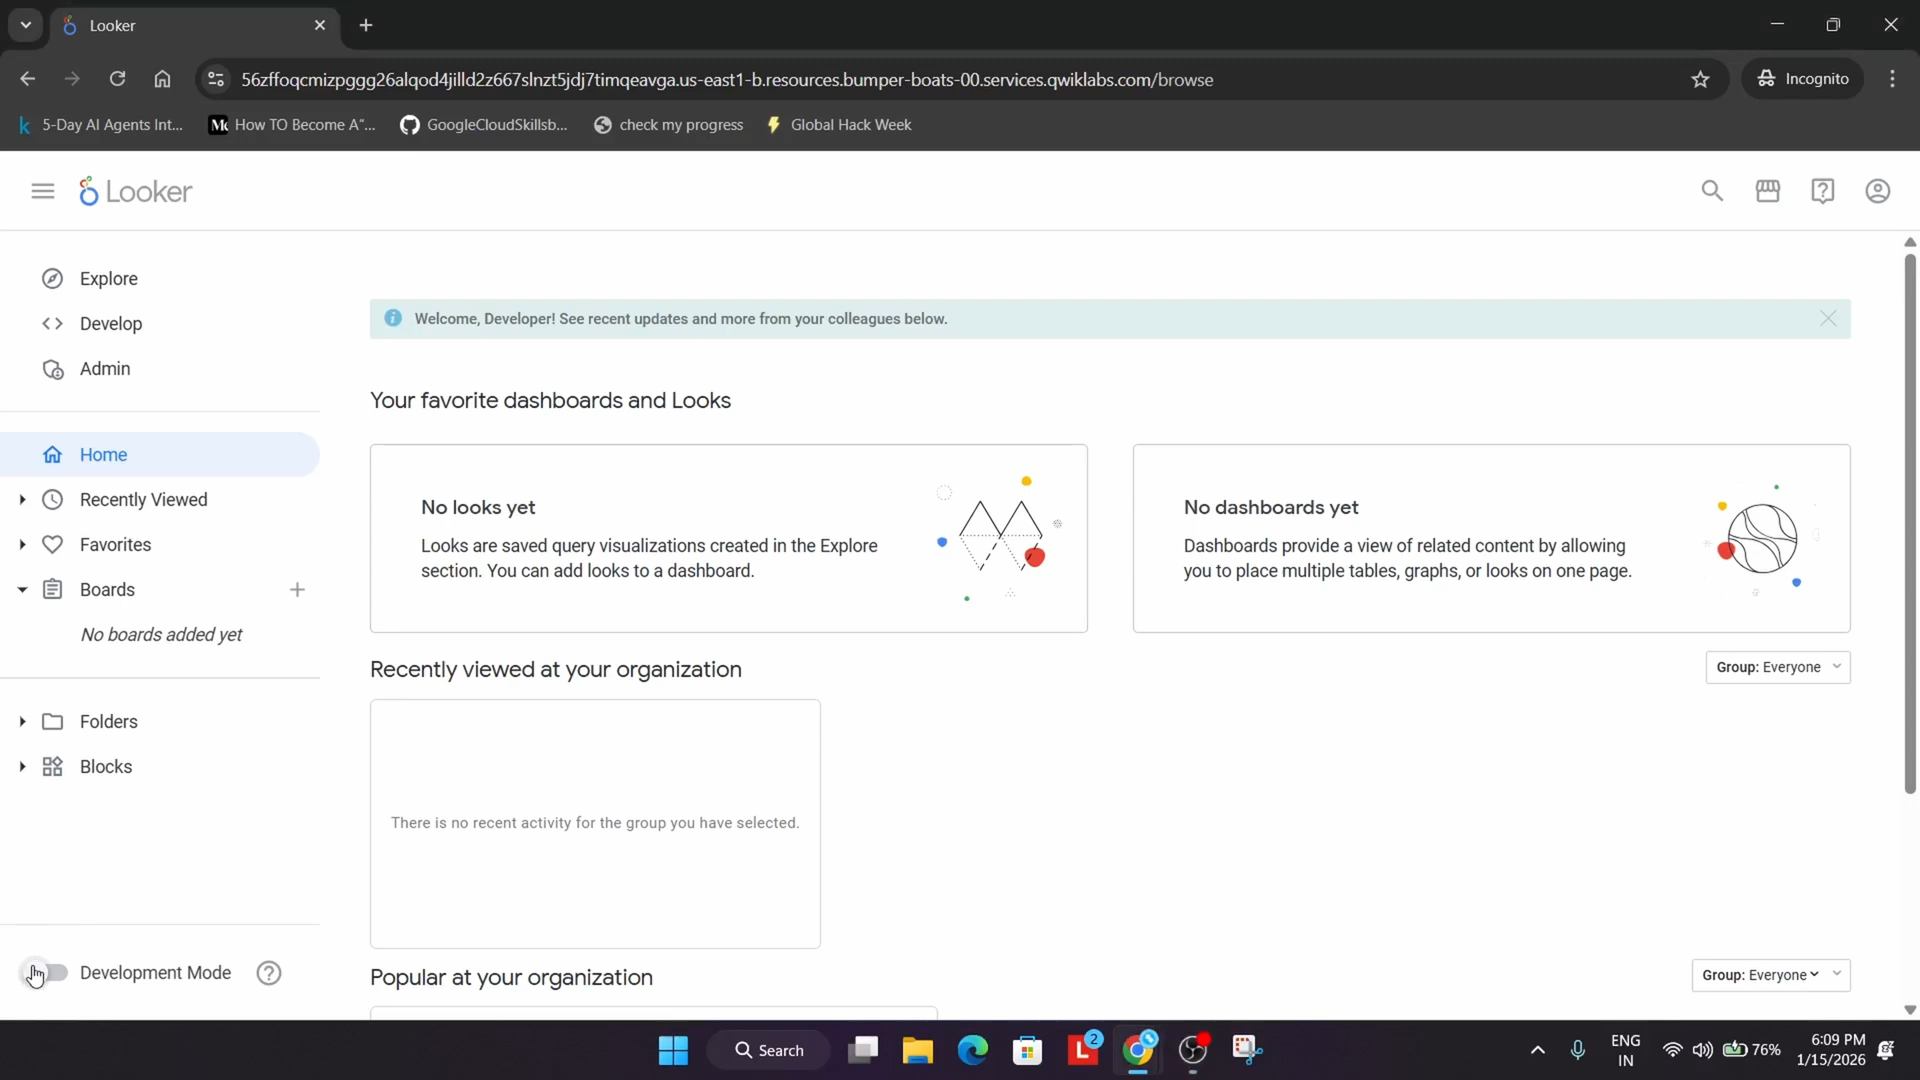 Looker
56zffoqcmizpggg26alqod4jilld2z667slnzt5jdj7timqeavga.us-east1-b.resources.bumper-boats-00.services.qwiklabs.com/browse
Incognito
5-Day AI Agents Int...
How TO Become A"...
GoogleCloudSkillsb...
check my progress
Global Hack Week
Looker
Explore
Develop
Admin
Home
Recently Viewed
Favorites
Boards
No boards added yet
Folders
Blocks
Development Mode
Welcome, Developer! See recent updates and more from your colleagues below.
Your favorite dashboards and Looks
No looks yet
Looks are saved query visualizations created in the Explore
section. You can add looks to a dashboard.
No dashboards yet
Dashboards provide a view of related content by allowing
you to place multiple tables, graphs, or looks on one page.
Recently viewed at your organization
Group: Everyone
There is no recent activity for the group you have selected.
Popular at your organization
Group: Everyone
Search
2
ENG
IN
76%
6:09 PM
1/15/2026